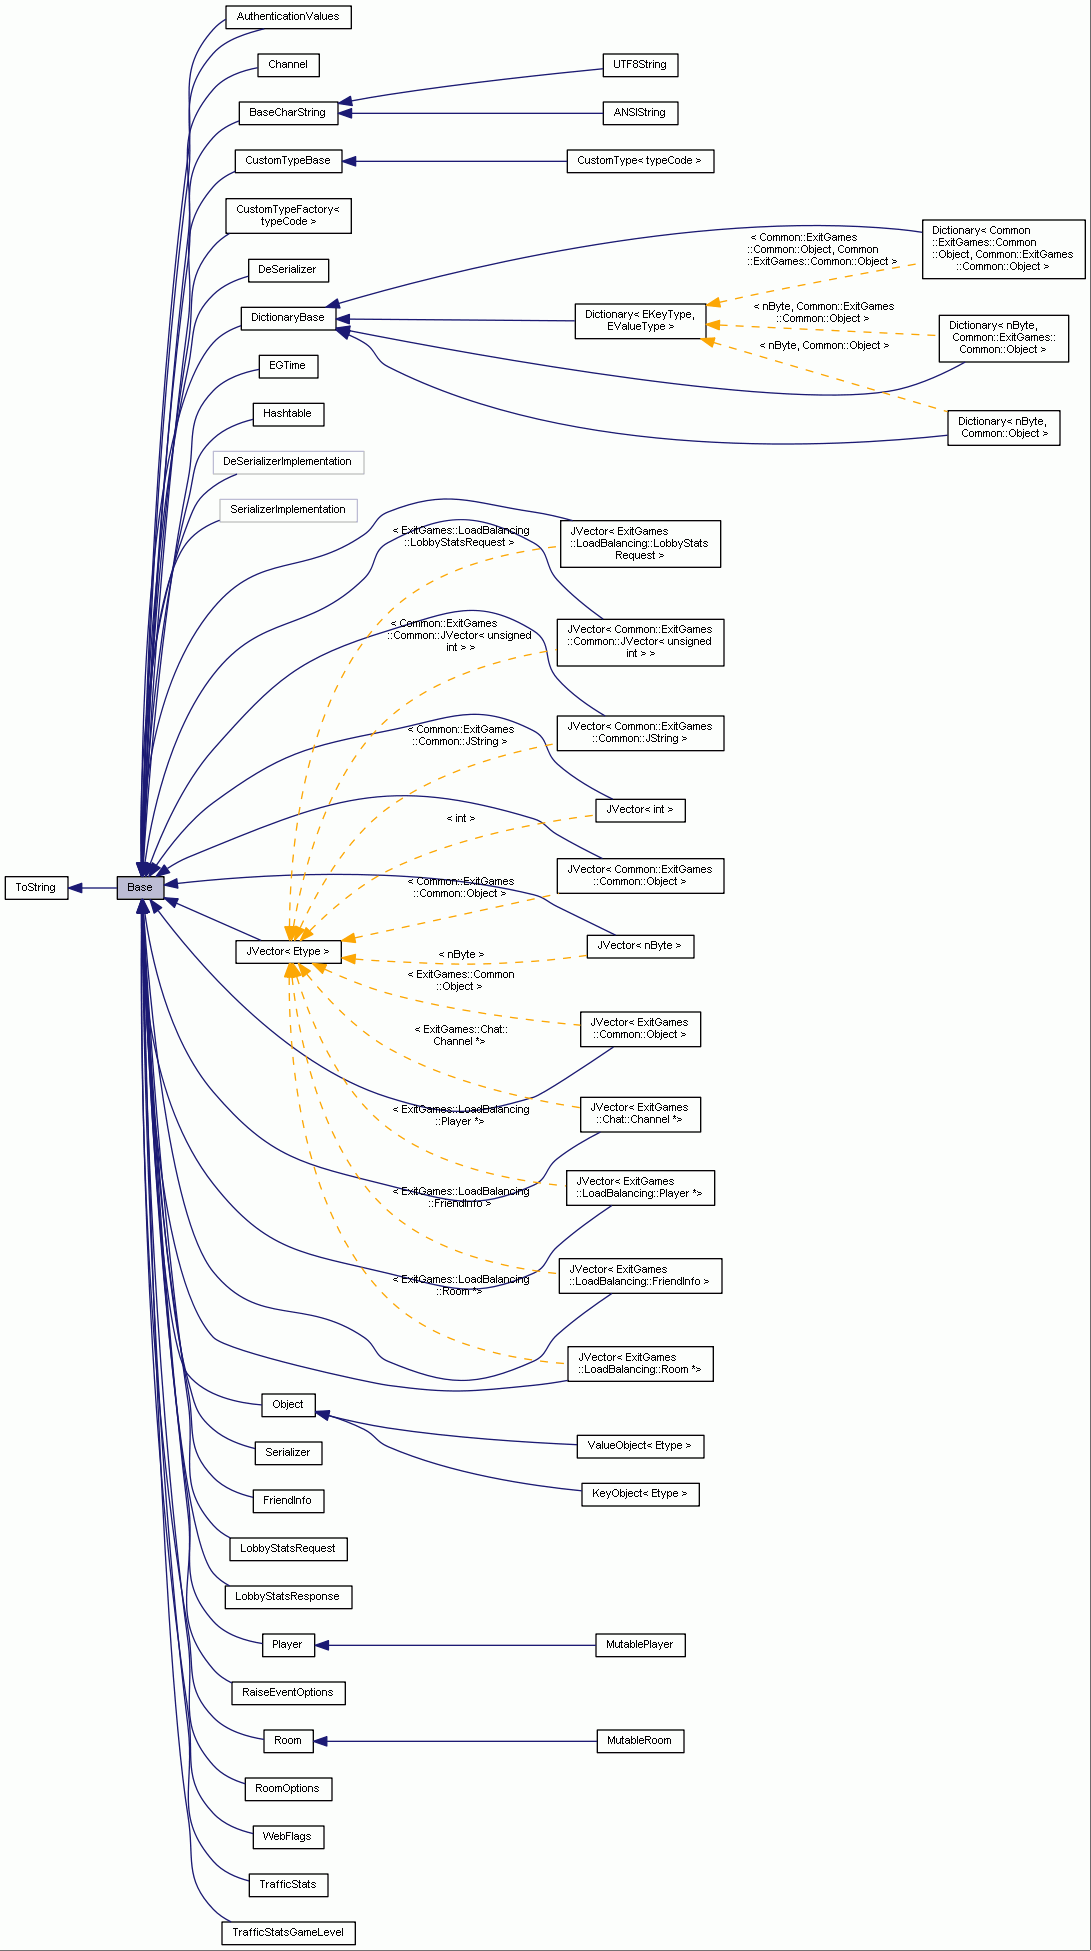 AuthenticationValues
Channel
UTF8String
BaseCharString
ANSIString
CustomTypeBase
CustomType< typeCode >
CustomTypeFactory<
typeCode >
Dictionary< Common
::ExitGames::Common
::Object, Common::ExitGames
::Common::Object >
< Common::ExitGames
::Common::Object, Common
::ExitGames::Common::Object >
DeSerializer
DictionaryBase
Dictionary< EKeyType,
EValueType >
< nByte, Common::ExitGames
::Common::Object >
Dictionary< nByte,
Common::ExitGames::
Common::Object >
< nByte, Common::Object >
EGTime
Hashtable
Dictionary< nByte,
Common::Object >
DeSerializerImplementation
SerializerImplementation
< ExitGames::LoadBalancing
::LobbyStatsRequest >
JVector< ExitGames
::LoadBalancing::LobbyStats
Request >
< Common::ExitGames
::Common::JVector< unsigned
int > >
JVector< Common::ExitGames
::Common::JVector< unsigned
int > >
< Common::ExitGames
::Common::JString >
JVector< Common::ExitGames
::Common::JString >
< int >
JVector< int >
ToString
Base
< Common::ExitGames
::Common::Object >
JVector< Common::ExitGames
::Common::Object >
JVector< Etype >
< nByte >
JVector< nByte >
< ExitGames::Common
::Object >
JVector< ExitGames
::Common::Object >
< ExitGames::Chat::
Channel *>
JVector< ExitGames
::Chat::Channel *>
< ExitGames::LoadBalancing
::Player *>
JVector< ExitGames
::LoadBalancing::Player *>
< ExitGames::LoadBalancing
::FriendInfo >
JVector< ExitGames
::LoadBalancing::FriendInfo >
< ExitGames::LoadBalancing
::Room *>
JVector< ExitGames
::LoadBalancing::Room *>
Object
Serializer
ValueObject< Etype >
FriendInfo
KeyObject< Etype >
LobbyStatsRequest
LobbyStatsResponse
Player
MutablePlayer
RaiseEventOptions
Room
MutableRoom
RoomOptions
WebFlags
TrafficStats
TrafficStatsGameLevel